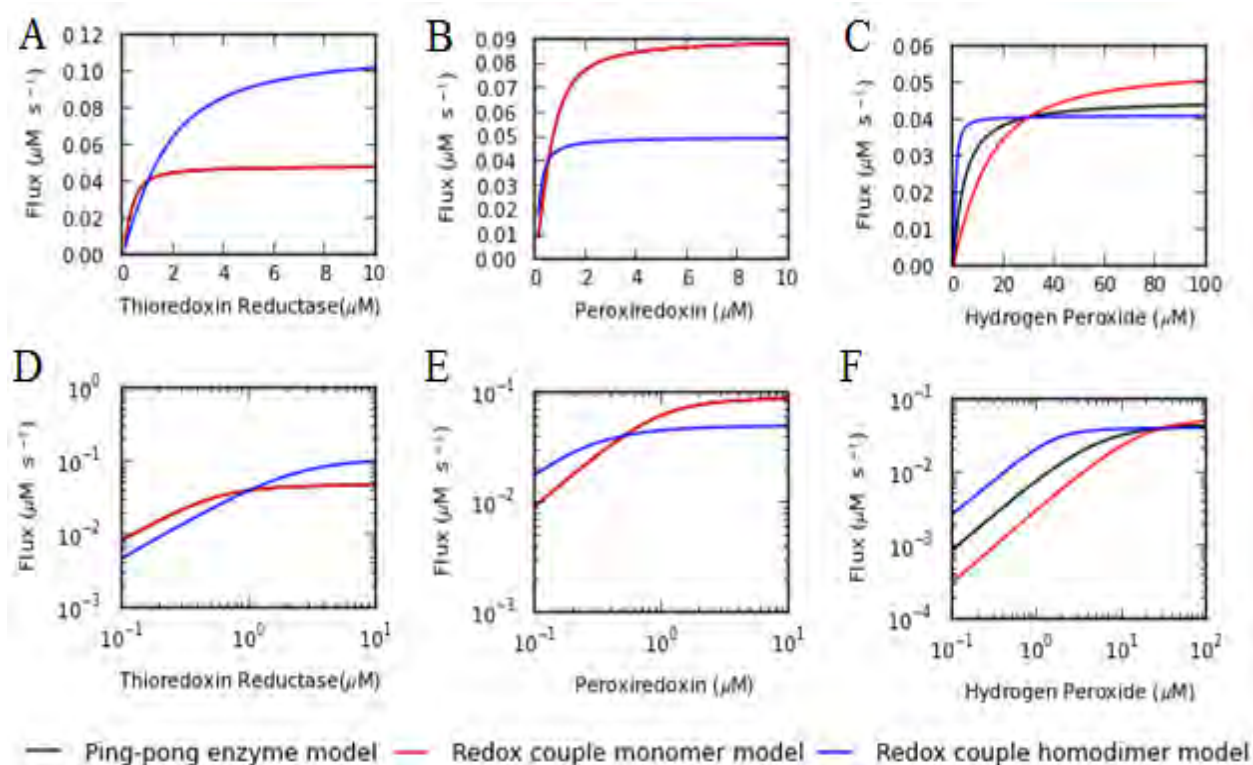 A
B
C
0.12
0.10
0.08
0.06
0.04
0.02
0.00
Flux (μM s⁻¹)
0 2 4 6 8 10
Thioredoxin Reductase(μM)
0.09
0.08
0.07
0.06
0.05
0.04
0.03
0.02
0.01
0.00
Flux (μM s⁻¹)
0 2 4 6 8 10
Peroxiredoxin (μM)
0.06
0.05
0.04
0.03
0.02
0.01
0.00
Flux (μM s⁻¹)
0 20 40 60 80 100
Hydrogen Peroxide (μM)
D
E
F
10⁰
10⁻¹
10⁻²
10⁻³
Flux (μM s⁻¹)
10⁻¹ 10⁰ 10¹
Thioredoxin Reductase(μM)
10⁻¹
10⁻²
10⁻³
Flux (μM s⁻¹)
10⁻¹ 10⁰ 10¹
Peroxiredoxin (μM)
10⁻¹
10⁻²
10⁻³
10⁻⁴
Flux (μM s⁻¹)
10⁻¹ 10⁰ 10¹ 10²
Hydrogen Peroxide (μM)
Ping-pong enzyme model Redox couple monomer model Redox couple homodimer model